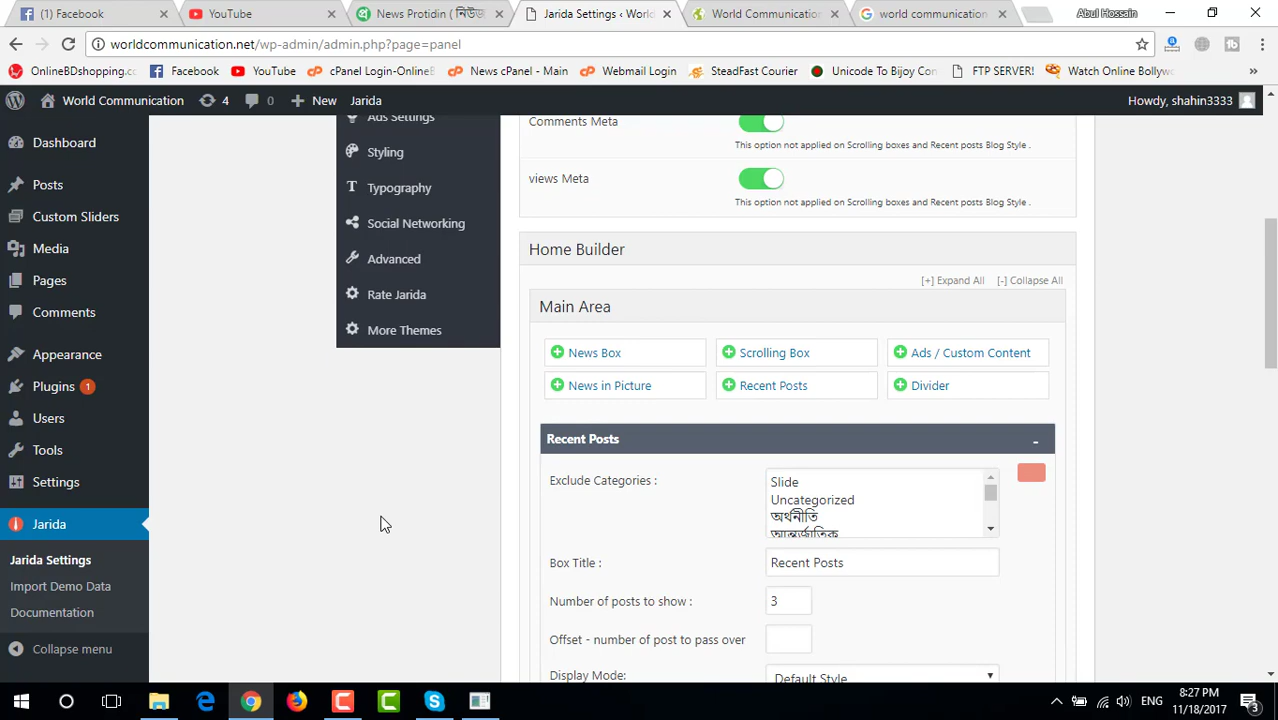 (1) Facebook
YouTube
News Protidin ( নিউজ
Jarida Settings ‹ World
World Communication
world communication
Abul Hossain
worldcommunication.net/wp-admin/admin.php?page=panel
OnlineBDshopping.cc
Facebook
YouTube
cPanel Login-OnlineB
News cPanel - Main
Webmail Login
SteadFast Courier
Unicode To Bijoy Con
FTP SERVER!
Watch Online Bollyw
World Communication
4
0
New
Jarida
Howdy, shahin3333
Dashboard
Posts
Custom Sliders
Media
Pages
Comments
Appearance
Plugins 1
Users
Tools
Settings
Jarida
Jarida Settings
Import Demo Data
Documentation
Collapse menu
Ads Settings
Styling
Typography
Social Networking
Advanced
Rate Jarida
More Themes
Comments Meta
This option not applied on Scrolling boxes and Recent posts Blog Style .
views Meta
This option not applied on Scrolling boxes and Recent posts Blog Style .
Home Builder
[+] Expand All [-] Collapse All
Main Area
News Box
Scrolling Box
Ads / Custom Content
News in Picture
Recent Posts
Divider
Recent Posts
-
Exclude Categories :
Slide
Uncategorized
অর্থনীতি
আন্তর্জাতিক
Box Title :
Recent Posts
Number of posts to show :
3
Offset - number of post to pass over
Display Mode:
Default Style
ENG
8:27 PM
11/18/2017
3